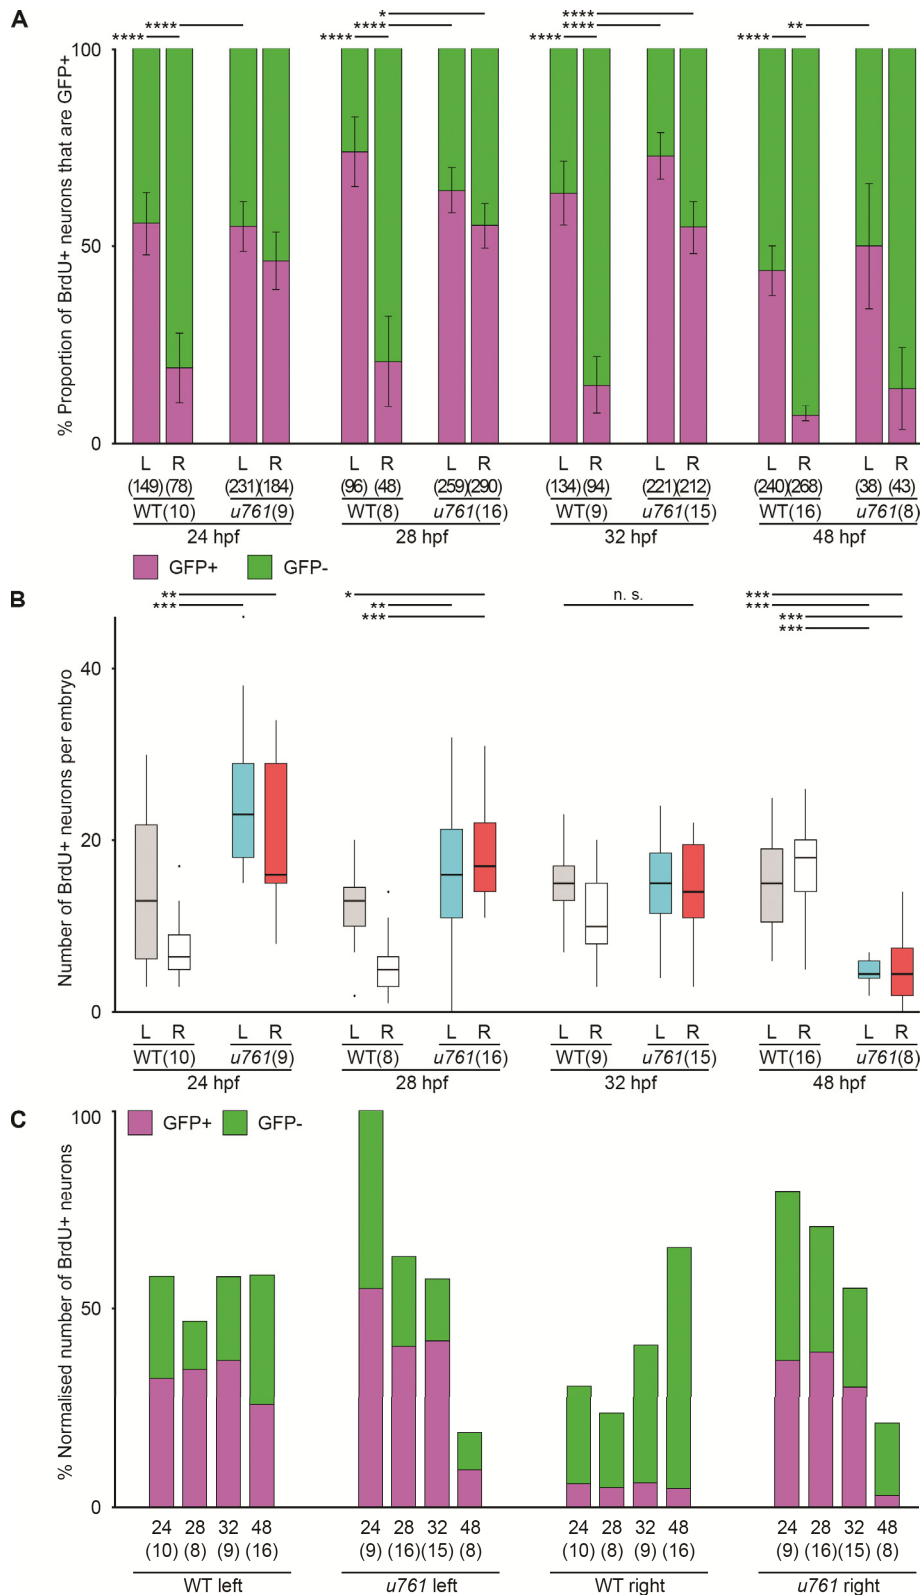 A
% Proportion of BrdU+ neurons that are GFP+
* ****
**** **** **** **
**** **** **** ****
100
50
0
L R L R L R L R L R L R L R L R
(149) (78) (231) (184) (96) (48) (259) (290) (134) (94) (221) (212) (240) (268) (38) (43)
WT(10) u761(9) WT(8) u761(16) WT(9) u761(15) WT(16) u761(8)
24 hpf 28 hpf 32 hpf 48 hpf
GFP+ GFP-
B
Number of BrdU+ neurons per embryo
** * n. s. ***
*** ** ***
*** ***
***
40
20
0
L R L R L R L R L R L R L R L R
WT(10) u761(9) WT(8) u761(16) WT(9) u761(15) WT(16) u761(8)
24 hpf 28 hpf 32 hpf 48 hpf
C
% Normalised number of BrdU+ neurons
GFP+ GFP-
100
50
0
24 28 32 48 24 28 32 48 24 28 32 48 24 28 32 48
(10) (8) (9) (16) (9) (16) (15) (8) (10) (8) (9) (16) (9) (16) (15) (8)
WT left u761 left WT right u761 right